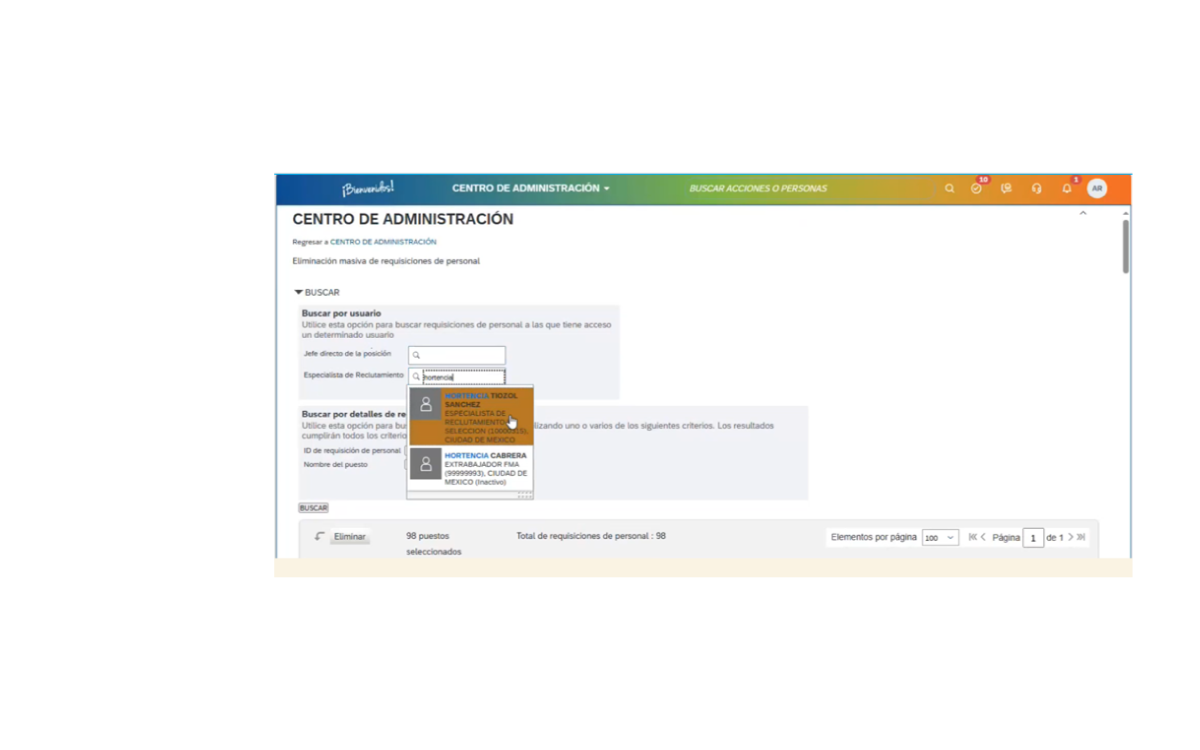 ¡Bienvenidos!
CENTRO DE ADMINISTRACIÓN
BUSCAR ACCIONES O PERSONAS
10
1
AR
CENTRO DE ADMINISTRACIÓN
Regresar a CENTRO DE ADMINISTRACIÓN
Eliminación masiva de requisiciones de personal
BUSCAR
Buscar por usuario
Utilice esta opción para buscar requisiciones de personal a las que tiene acceso
un determinado usuario
Jefe directo de la posición
Especialista de Reclutamiento
hortencia
HORTENCIA TIOZOL
SANCHEZ
ESPECIALISTA DE
RECLUTAMIENTO
SELECCION
CIUDAD DE MEXICO
HORTENCIA CABRERA
EXTRABAJADOR FMA
(99999993), CIUDAD DE
MEXICO (Inactivo)
Buscar por detalles de re
Utilice esta opción para bu lizando uno o varios de los siguientes criterios. Los resultados
cumplirán todos los criterio
ID de requisición de personal
Nombre del puesto
BUSCAR
Eliminar
98 puestos
seleccionados
Total de requisiciones de personal : 98
Elementos por página 100
Página 1 de 1